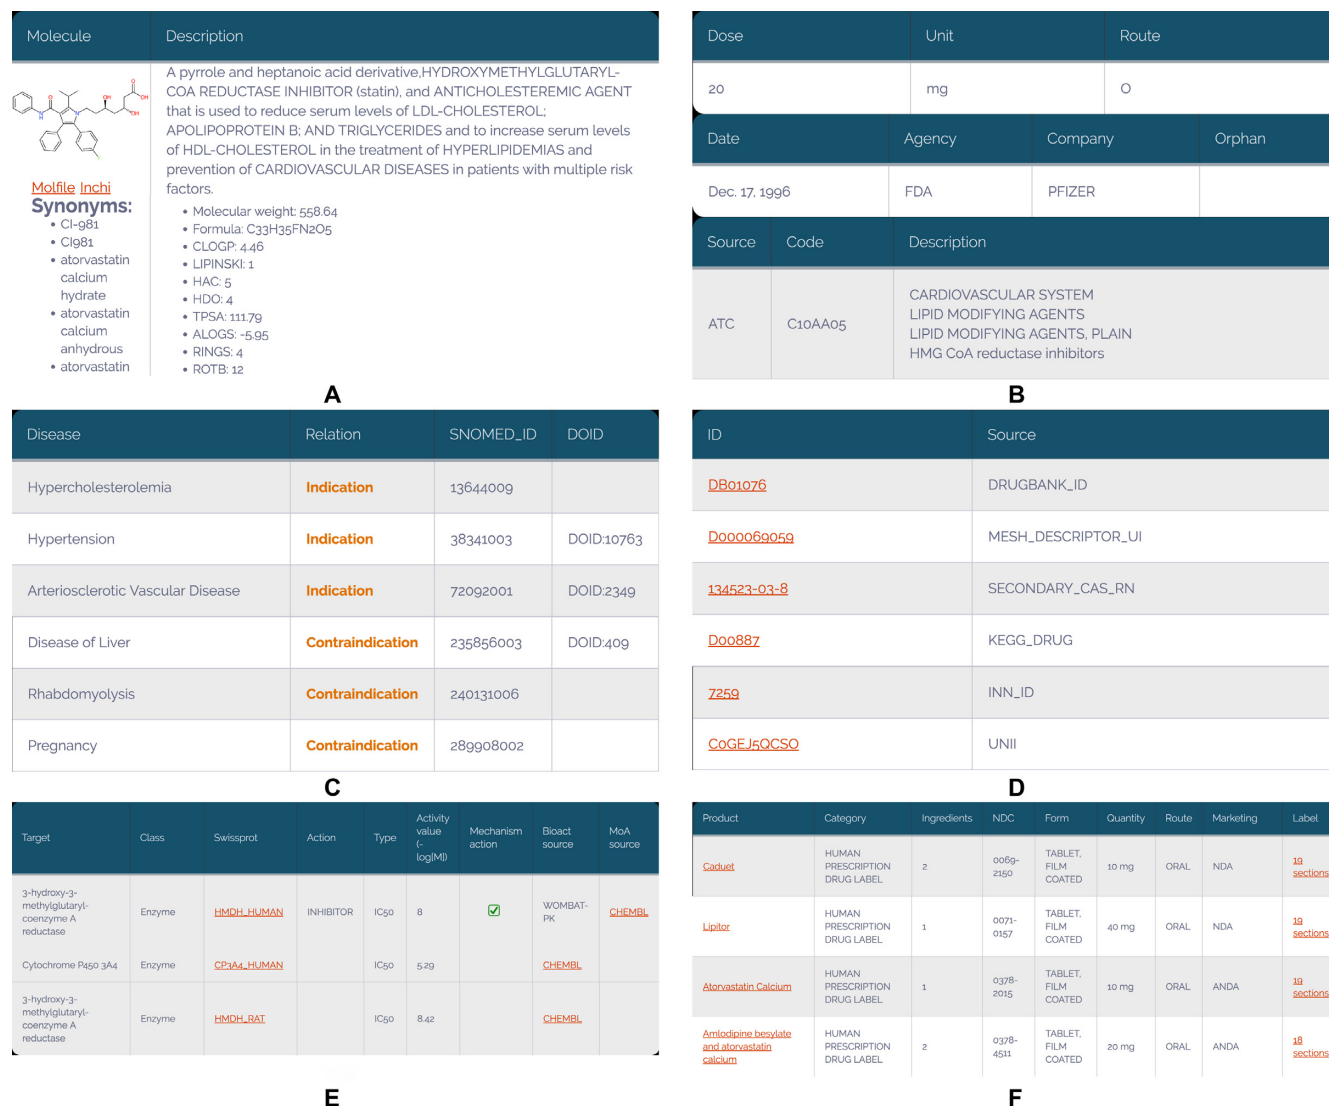 Molecule Description
A pyrrole and heptanoic acid derivative,HYDROXYMETHYLGLUTARYL-
COA REDUCTASE INHIBITOR (statin), and ANTICHOLESTEREMIC AGENT
that is used to reduce serum levels of LDL-CHOLESTEROL;
APOLIPOPROTEIN B; AND TRIGLYCERIDES and to increase serum levels
of HDL-CHOLESTEROL in the treatment of HYPERLIPIDEMIAS and
prevention of CARDIOVASCULAR DISEASES in patients with multiple risk
factors.
Molfile Inchi
Synonyms:
• CI-981
• CI981
• atorvastatin
calcium
hydrate
• atorvastatin
calcium
anhydrous
• atorvastatin
• Molecular weight: 558.64
• Formula: C33H35FN2O5
• CLOGP: 4.46
• LIPINSKI: 1
• HAC: 5
• HDO: 4
• TPSA: 111.79
• ALOGS: -5.95
• RINGS: 4
• ROTB: 12
A
Dose Unit Route
20 mg O
Date Agency Company Orphan
Dec. 17, 1996 FDA PFIZER
Source Code Description
CARDIOVASCULAR SYSTEM
LIPID MODIFYING AGENTS
ATC C10AA05
LIPID MODIFYING AGENTS, PLAIN
HMG CoA reductase inhibitors
B
Disease Relation SNOMED_ID DOID
Hypercholesterolemia Indication 13644009
Hypertension Indication 38341003 DOID:10763
Arteriosclerotic Vascular Disease Indication 72092001 DOID:2349
Disease of Liver Contraindication 235856003 DOID:409
Rhabdomyolysis Contraindication 240131006
Pregnancy Contraindication 289908002
C
ID Source
DB01076 DRUGBANK_ID
D000069059 MESH_DESCRIPTOR_UI
134523-03-8 SECONDARY_CAS_RN
D00887 KEGG_DRUG
7259 INN_ID
C0GEJ5QCSO UNII
D
Target Class Swissprot Action Type Activity value (-log[M]) Mechanism action Bioact source MoA source
3-hydroxy-3-
methylglutaryl-
coenzyme A
reductase
Enzyme HMDH_HUMAN INHIBITOR IC50 8 WOMBAT-PK CHEMBL
Cytochrome P450 3A4 Enzyme CP3A4_HUMAN IC50 5.29 CHEMBL
3-hydroxy-3-
methylglutaryl-
coenzyme A
reductase
Enzyme HMDH_RAT IC50 8.42 CHEMBL
E
Product Category Ingredients NDC Form Quantity Route Marketing Label
Caduet HUMAN PRESCRIPTION DRUG LABEL 2 0069-2150 TABLET, FILM COATED 10 mg ORAL NDA 19 sections
Lipitor HUMAN PRESCRIPTION DRUG LABEL 1 0071-0157 TABLET, FILM COATED 40 mg ORAL NDA 19 sections
Atorvastatin Calcium HUMAN PRESCRIPTION DRUG LABEL 1 0378-2015 TABLET, FILM COATED 10 mg ORAL ANDA 19 sections
Amlodipine besylate and atorvastatin calcium HUMAN PRESCRIPTION DRUG LABEL 2 0378-4511 TABLET, FILM COATED 20 mg ORAL ANDA 18 sections
F